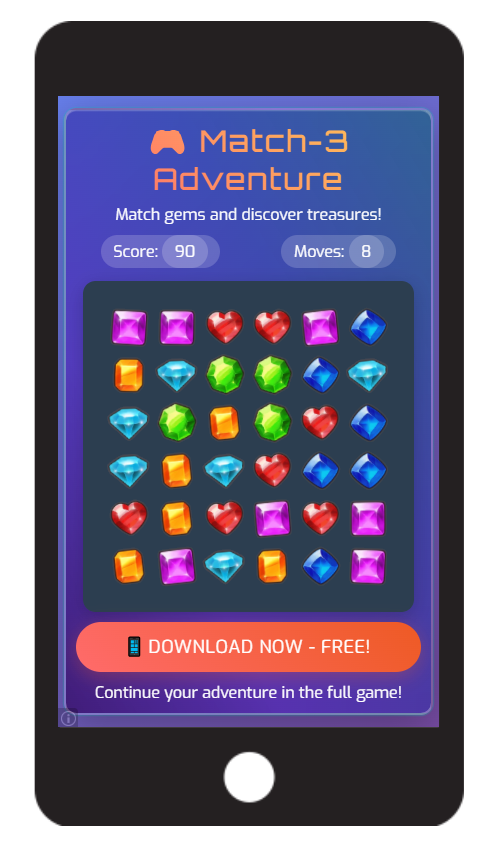 Match-3
Adventure
Match gems and discover treasures!
Score: 90 Moves: 8
DOWNLOAD NOW - FREE!
Continue your adventure in the full game!